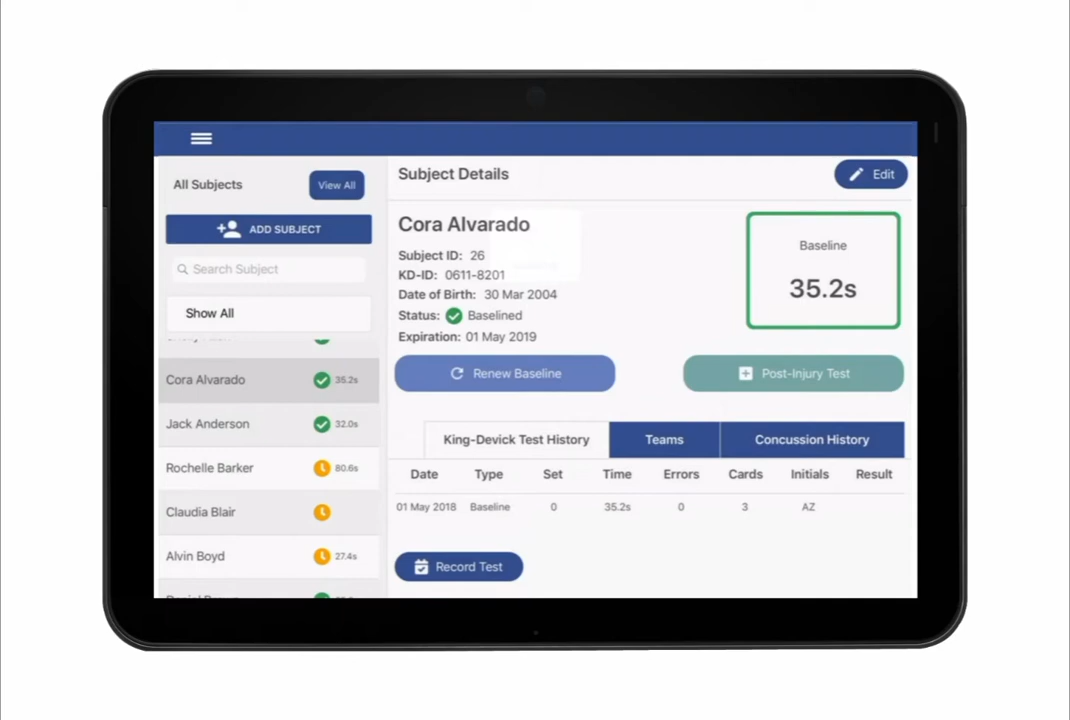 All Subjects
View All
ADD SUBJECT
Search Subject
Show All
Cora Alvarado 35.2s
Jack Anderson 32.0s
Rochelle Barker 80.6s
Claudia Blair
Alvin Boyd 27.4s
Subject Details
Edit
Cora Alvarado
Subject ID: 26
KD-ID: 0611-8201
Date of Birth: 30 Mar 2004
Status: Baselined
Expiration: 01 May 2019
Baseline
35.2s
Renew Baseline
Post-Injury Test
King-Devick Test History Teams Concussion History
Date Type Set Time Errors Cards Initials Result
01 May 2018 Baseline 0 35.2s 0 3 AZ
Record Test